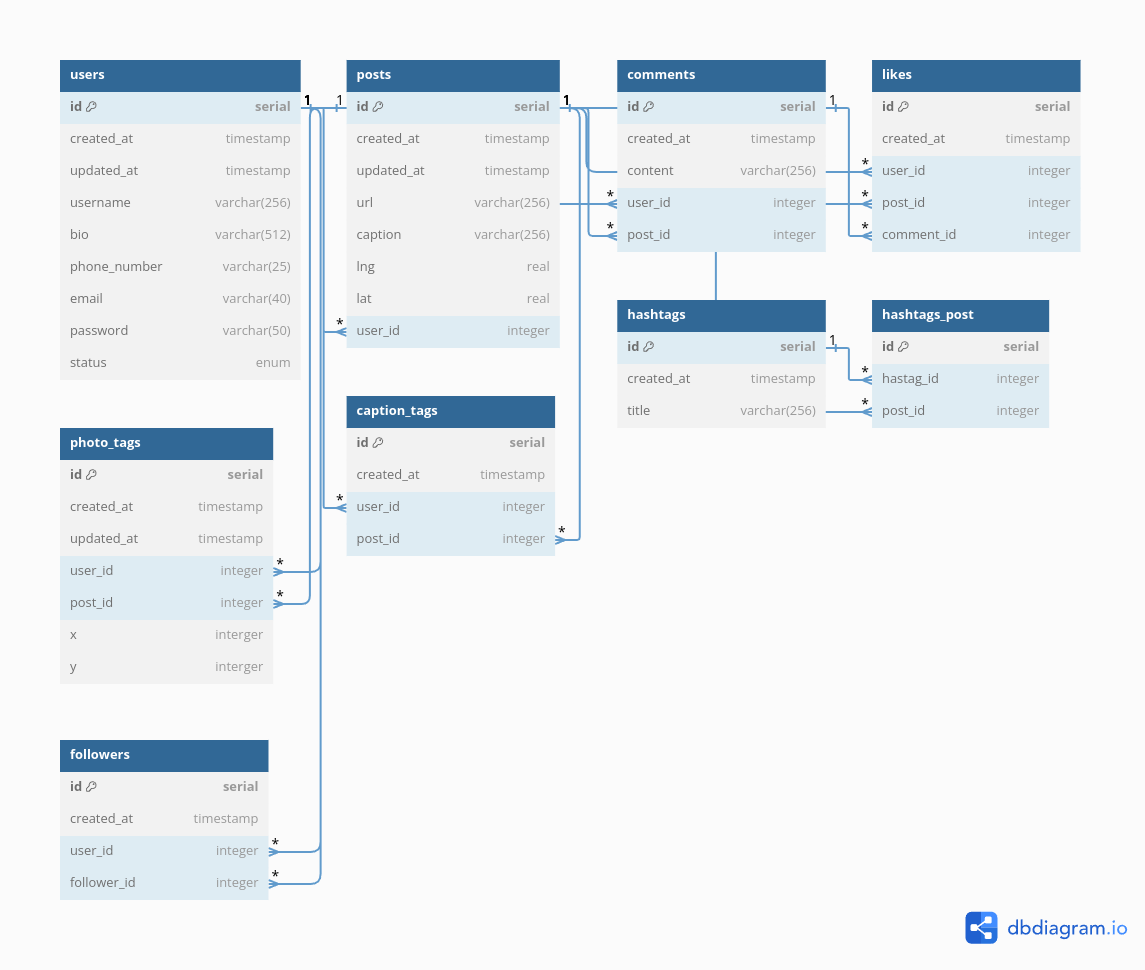 users
id serial
created_at timestamp
updated_at timestamp
username varchar(256)
bio varchar(512)
phone_number varchar(25)
email varchar(40)
password varchar(50)
status enum
posts
id serial
created_at timestamp
updated_at timestamp
url varchar(256)
caption varchar(256)
lng real
lat real
user_id integer
comments
id serial
created_at timestamp
content varchar(256)
user_id integer
post_id integer
likes
id serial
created_at timestamp
user_id integer
post_id integer
comment_id integer
hashtags
id serial
created_at timestamp
title varchar(256)
hashtags_post
id serial
hastag_id integer
post_id integer
caption_tags
id serial
created_at timestamp
user_id integer
post_id integer
photo_tags
id serial
created_at timestamp
updated_at timestamp
user_id integer
post_id integer
x interger
y interger
followers
id serial
created_at timestamp
user_id integer
follower_id integer
1
1
1
1
1
*
*
*
*
*
*
*
*
*
*
*
*
*
*
dbdiagram.io